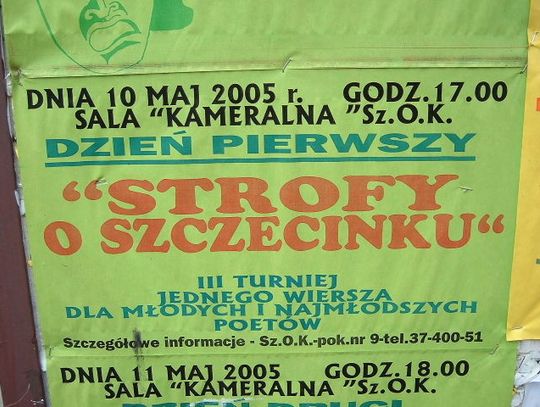 DNIA 10 MAJ 2005 r. GODZ.17.00
SALA "KAMERALNA "Sz.O.K.
DZIEŃ PIERWSZY
"STROFY
O SZCZECINKU"
III TURNIEJ
JEDNEGO WIERSZA
DLA MŁODYCH I NAJMŁODSZYCH
POETÓW
Szczegółowe informacje - Sz.O.K.-pok.nr 9-tel.37-400-51
DNIA 11 MAJ 2005 GODZ.18.00
SALA "KAMERALNA "Sz.O.K.
DZIEŃ DRUGI